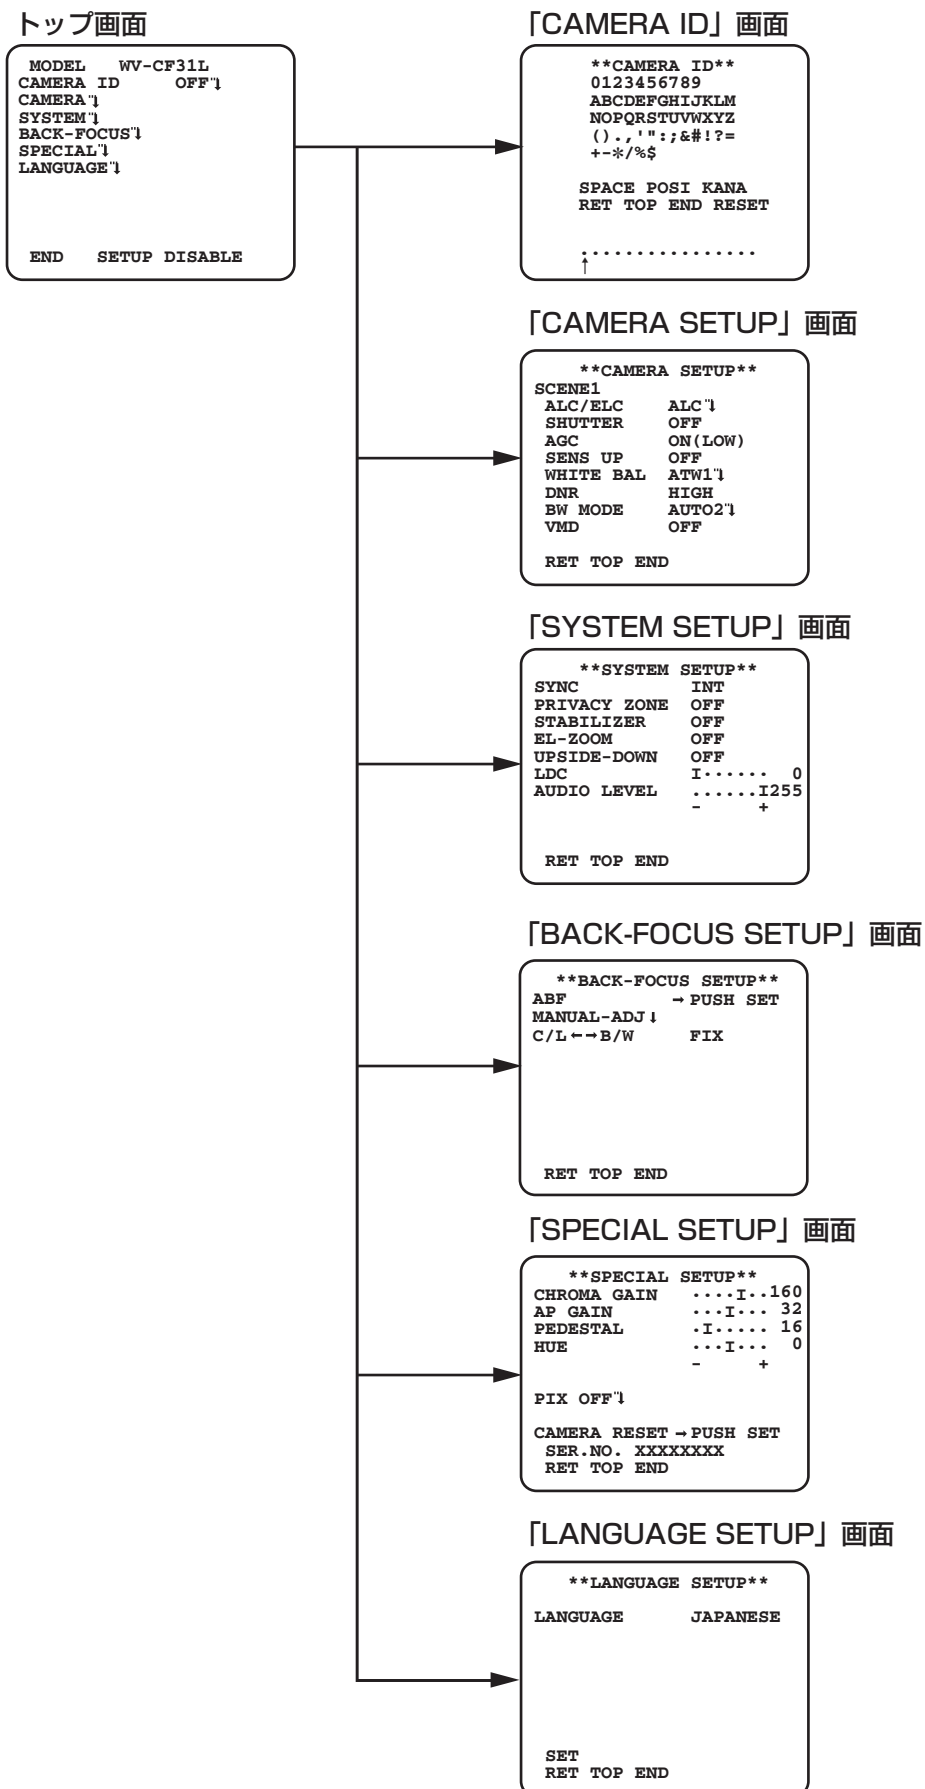 トップ画面
MODEL WV-CF31L
CAMERA ID OFF↓
CAMERA↓
SYSTEM↓
BACK-FOCUS↓
SPECIAL↓
LANGUAGE↓
END SETUP DISABLE
「CAMERA ID」画面
**CAMERA ID**
0123456789
ABCDEFGHIJKLM
NOPQRSTUVWXYZ
().,'":;&#!?=
+-*/%$
SPACE POSI KANA
RET TOP END RESET
................
↑
「CAMERA SETUP」画面
**CAMERA SETUP**
SCENE1
ALC/ELC ALC↓
SHUTTER OFF
AGC ON(LOW)
SENS UP OFF
WHITE BAL ATW1↓
DNR HIGH
BW MODE AUTO2↓
VMD OFF
RET TOP END
「SYSTEM SETUP」画面
**SYSTEM SETUP**
SYNC INT
PRIVACY ZONE OFF
STABILIZER OFF
EL-ZOOM OFF
UPSIDE-DOWN OFF
LDC I...... 0
AUDIO LEVEL ......I255
- +
RET TOP END
「BACK-FOCUS SETUP」画面
**BACK-FOCUS SETUP**
ABF →PUSH SET
MANUAL-ADJ↓
C/L←→B/W FIX
RET TOP END
「SPECIAL SETUP」画面
**SPECIAL SETUP**
CHROMA GAIN ....I..160
AP GAIN ...I... 32
PEDESTAL .I..... 16
HUE ...I... 0
- +
PIX OFF↓
CAMERA RESET→PUSH SET
SER.NO. XXXXXXXX
RET TOP END
「LANGUAGE SETUP」画面
**LANGUAGE SETUP**
LANGUAGE JAPANESE
SET
RET TOP END